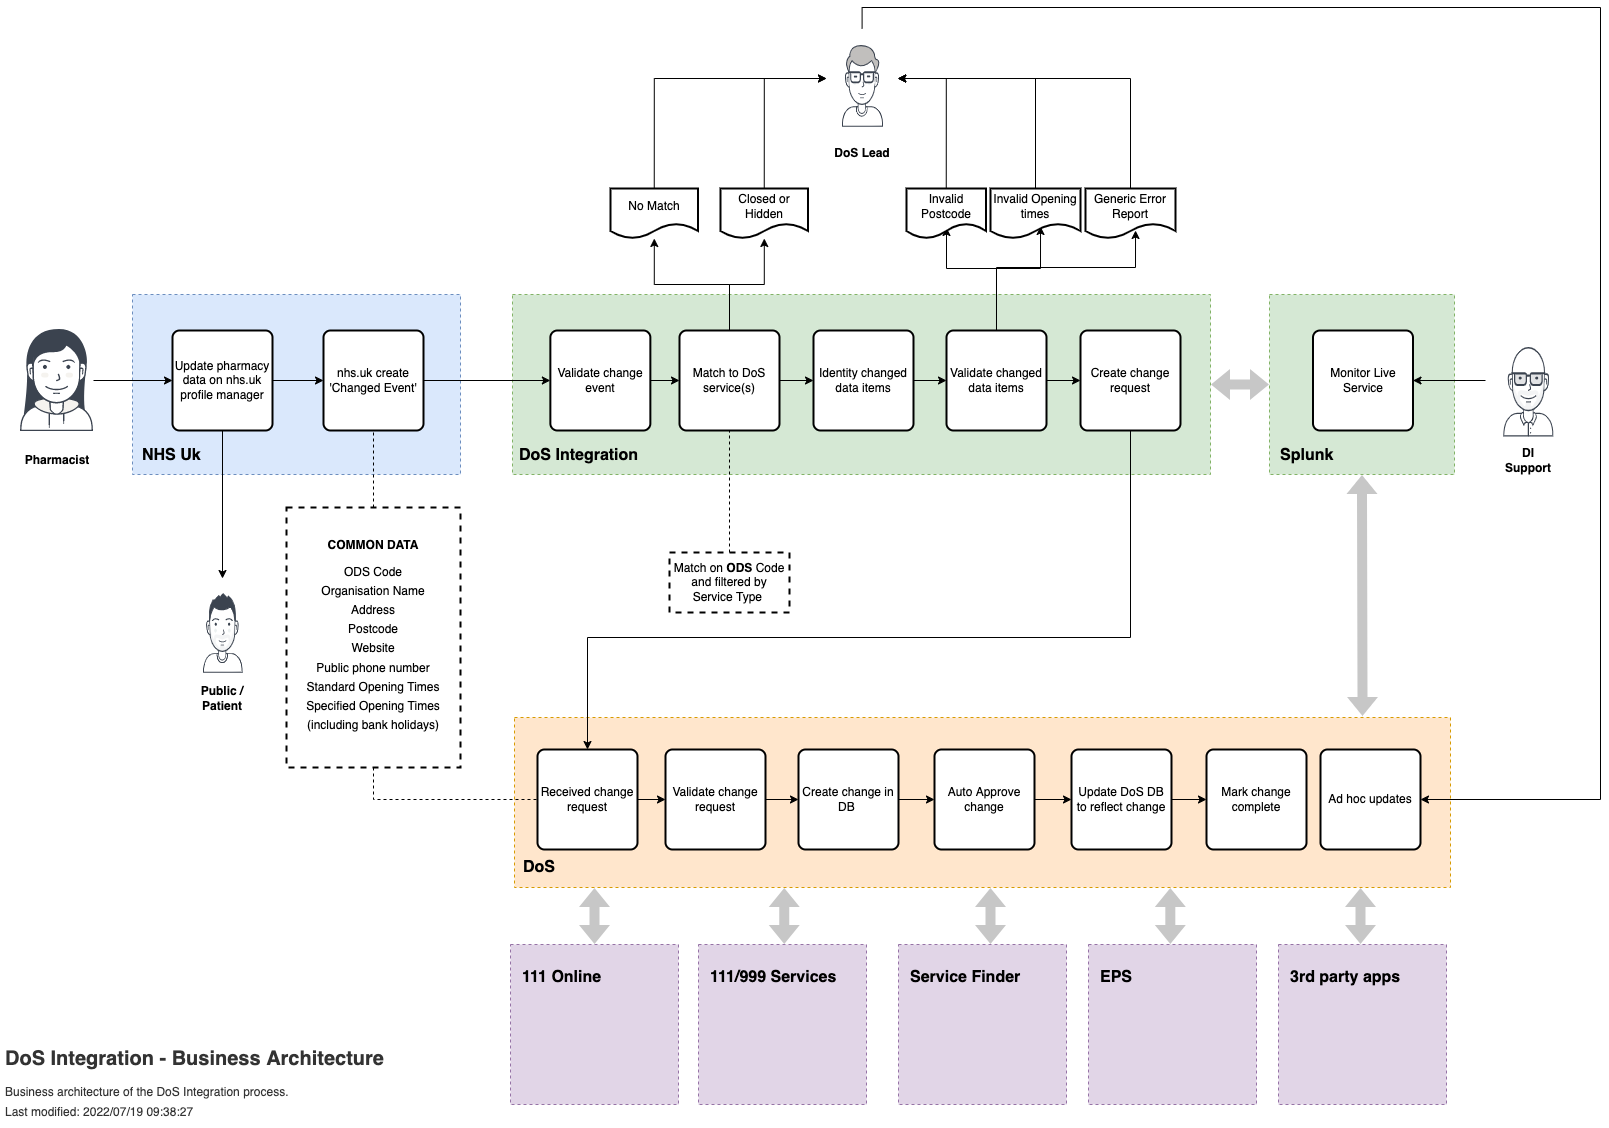 DoS Lead
No Match
Closed or
Hidden
Invalid
Postcode
Invalid Opening
times
Generic Error
Report
Pharmacist
Update pharmacy
data on nhs.uk
profile manager
nhs.uk create
'Changed Event'
NHS Uk
Validate change
event
Match to DoS
service(s)
Identity changed
data items
Validate changed
data items
Create change
request
DoS Integration
Monitor Live
Service
Splunk
DI
Support
COMMON DATA
ODS Code
Organisation Name
Address
Postcode
Website
Public phone number
Standard Opening Times
Specified Opening Times
(including bank holidays)
Match on ODS Code
and filtered by
Service Type
Public /
Patient
Received change
request
Validate change
request
Create change in
DB
Auto Approve
change
Update DoS DB
to reflect change
Mark change
complete
Ad hoc updates
DoS
111 Online
111/999 Services
Service Finder
EPS
3rd party apps
DoS Integration - Business Architecture
Business architecture of the DoS Integration process.
Last modified: 2022/07/19 09:38:27